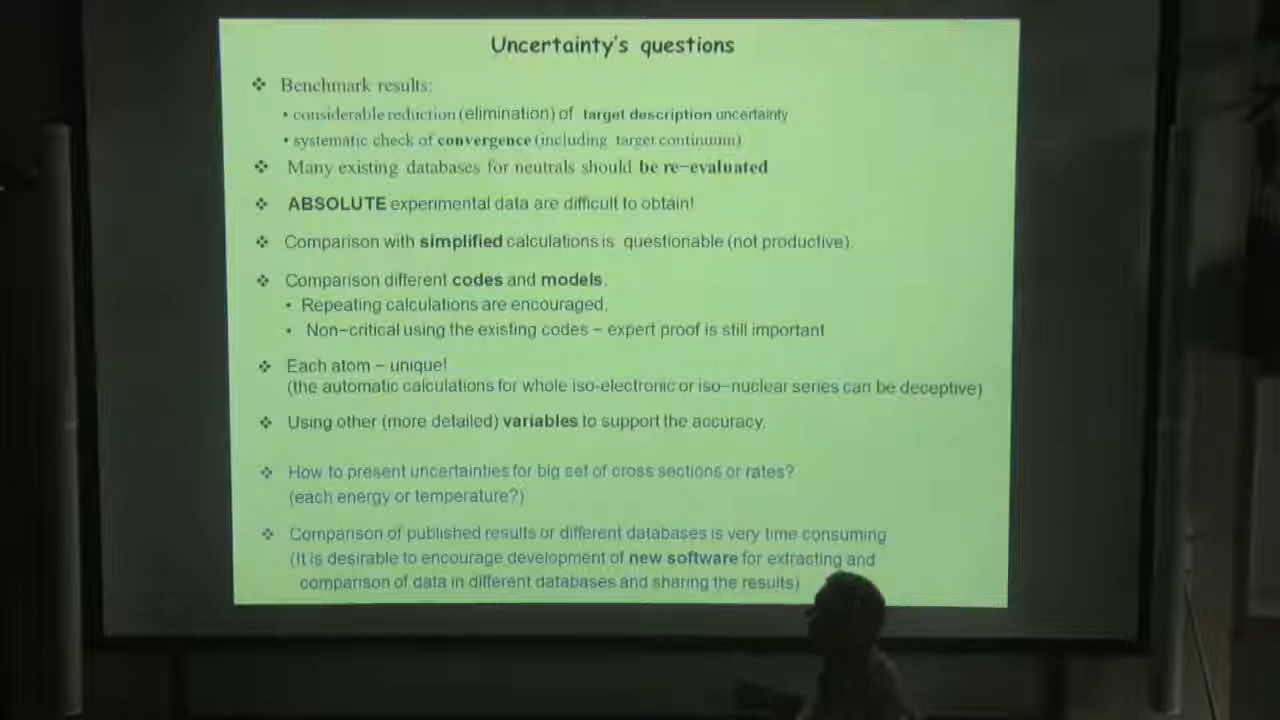 Uncertainty's questions
❖ Benchmark results:
• considerable reduction (elimination) of target description uncertainty
• systematic check of convergence (including target continuum)
❖ Many existing databases for neutrals should be re-evaluated
❖ ABSOLUTE experimental data are difficult to obtain!
❖ Comparison with simplified calculations is questionable (not productive).
❖ Comparison different codes and models.
• Repeating calculations are encouraged.
• Non-critical using the existing codes – expert proof is still important
❖ Each atom – unique!
(the automatic calculations for whole iso-electronic or iso-nuclear series can be deceptive)
❖ Using other (more detailed) variables to support the accuracy.
❖ How to present uncertainties for big set of cross sections or rates?
(each energy or temperature?)
❖ Comparison of published results or different databases is very time consuming
(It is desirable to encourage development of new software for extracting and
comparison of data in different databases and sharing the results)